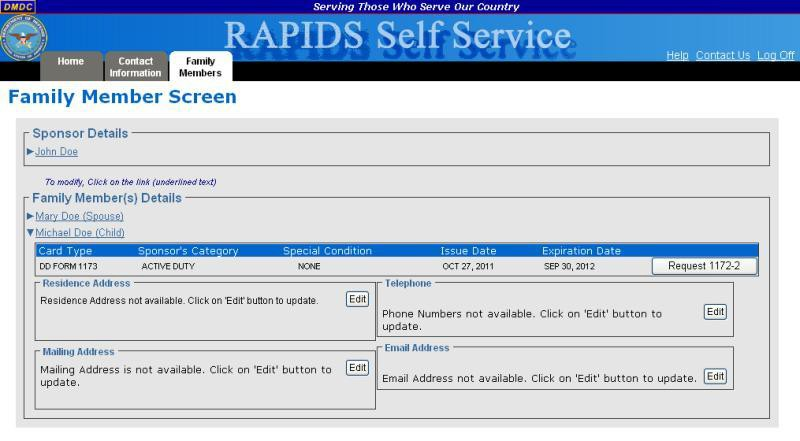 DMDC
Serving Those Who Serve Our Country
RAPIDS Self Service
Help Contact Us Log Off
Home
Contact
Information
Family
Members
Family Member Screen
Sponsor Details
John Doe
To modify, Click on the link (underlined text)
Family Member(s) Details
Mary Doe (Spouse)
Michael Doe (Child)
Card Type Sponsor's Category Special Condition Issue Date Expiration Date
DD FORM 1173 ACTIVE DUTY NONE OCT 27, 2011 SEP 30, 2012 Request 1172-2
Residence Address
Residence Address not available. Click on 'Edit' button to update. Edit
Telephone
Phone Numbers not available. Click on 'Edit' button to
update. Edit
Mailing Address
Mailing Address is not available. Click on 'Edit' button to
update. Edit
Email Address
Email Address not available. Click on 'Edit' button to update. Edit